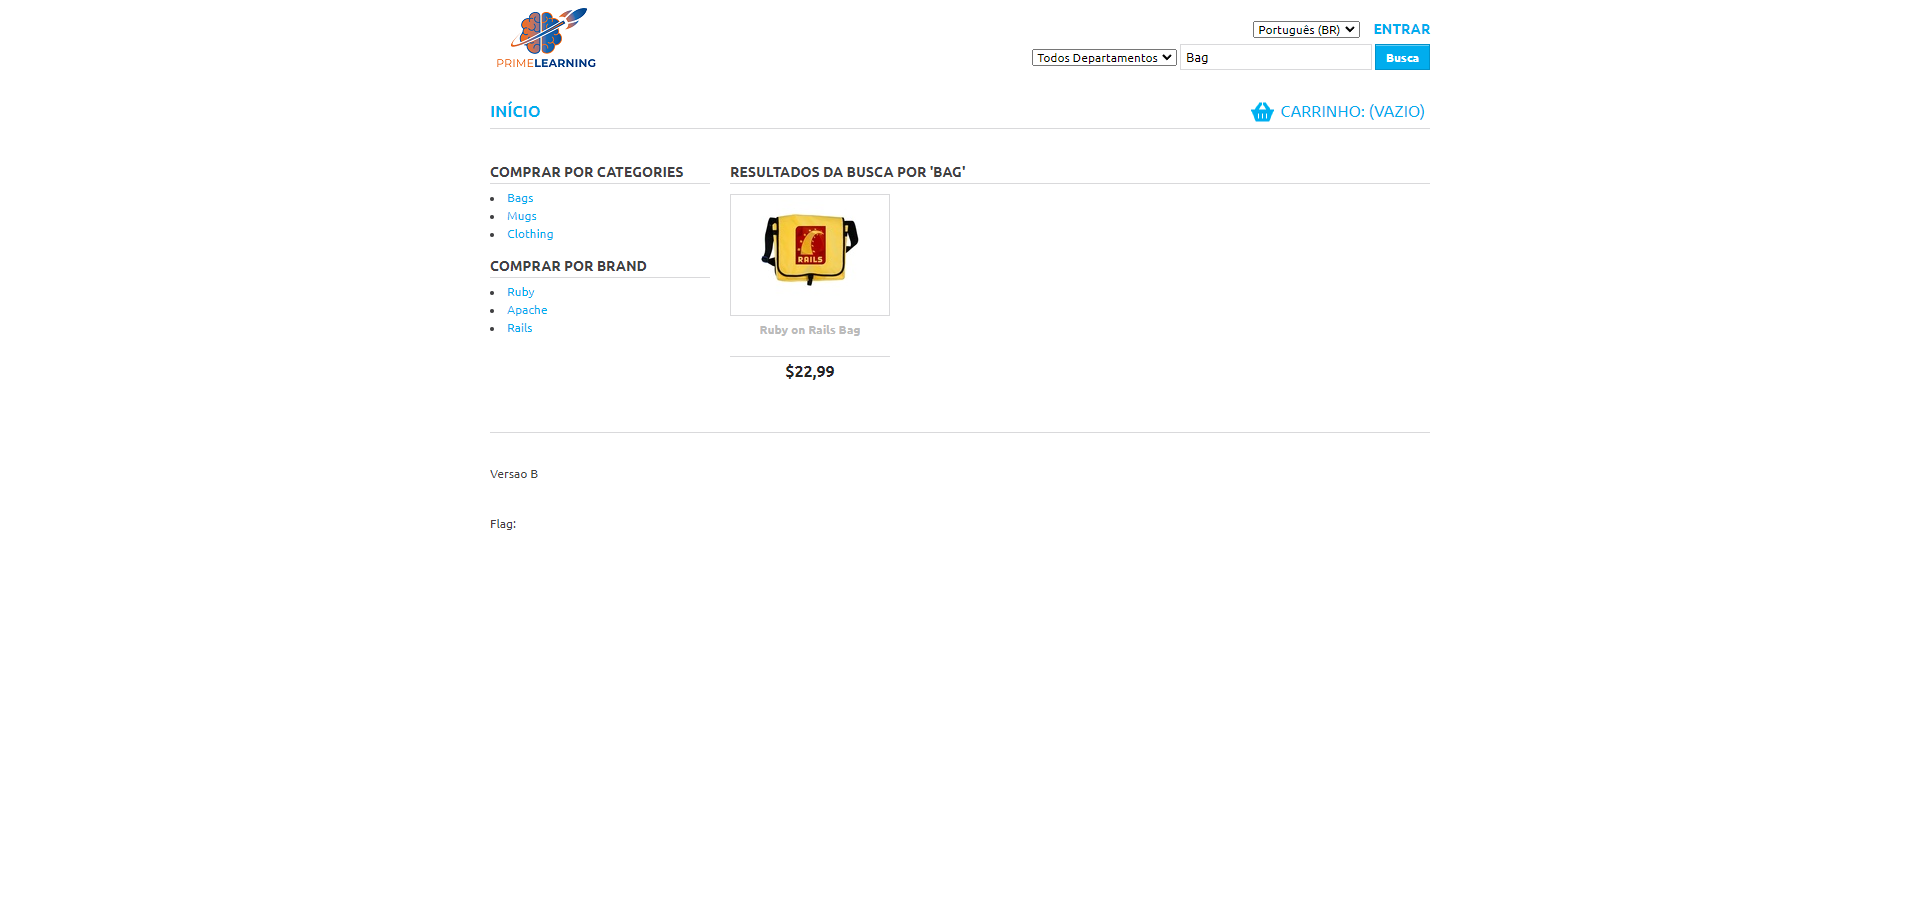 PRIMELEARNING
Português (BR)
ENTRAR
Todos Departamentos
Bag
Busca
INÍCIO
CARRINHO: (VAZIO)
COMPRAR POR CATEGORIES
Bags
Mugs
Clothing
COMPRAR POR BRAND
Ruby
Apache
Rails
RESULTADOS DA BUSCA POR 'BAG'
RAILS
Ruby on Rails Bag
$22,99
Versao B
Flag: